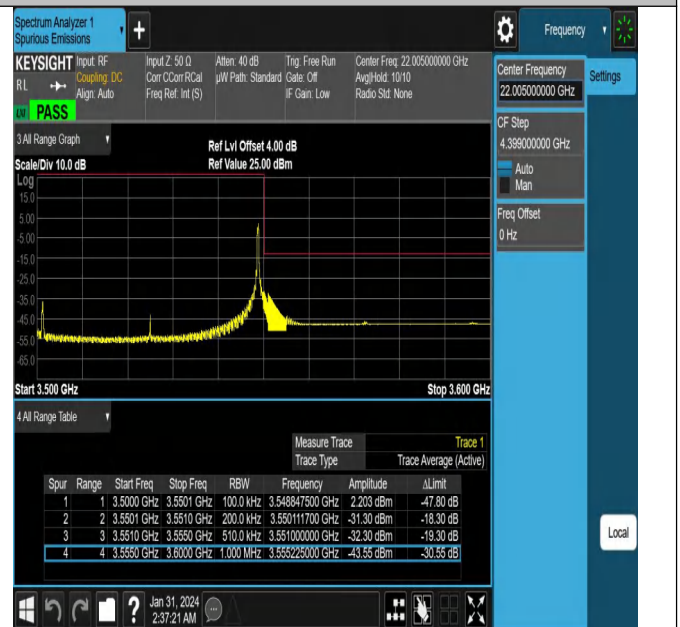 Spectrum Analyzer 1
Spurious Emissions
+
Frequency
KEYSIGHT Input: RF Input Z: 50 Ω Atten: 40 dB Trig: Free Run Center Freq: 22.005000000 GHz
RL Coupling: DC Corr CCorr RCal µW Path: Standard Gate: Off Avg|Hold: 10/10
Align: Auto Freq Ref: Int (S) IF Gain: Low Radio Std: None
PASS
Center Frequency
22.005000000 GHz
Settings
CF Step
4.399000000 GHz
Auto
Man
Freq Offset
0 Hz
3 All Range Graph
Ref Lvl Offset 4.00 dB
Scale/Div 10.0 dB Ref Value 25.00 dBm
Log
15.0
5.00
-5.00
-15.0
-25.0
-35.0
-45.0
-55.0
-65.0
Start 3.500 GHz Stop 3.600 GHz
4 All Range Table
Measure Trace Trace 1
Trace Type Trace Average (Active)
Spur Range Start Freq Stop Freq RBW Frequency Amplitude ΔLimit
1 1 3.5000 GHz 3.5501 GHz 100.0 kHz 3.548847500 GHz 2.203 dBm -47.80 dB
2 2 3.5501 GHz 3.5510 GHz 200.0 kHz 3.550111700 GHz -31.30 dBm -18.30 dB
3 3 3.5510 GHz 3.5550 GHz 510.0 kHz 3.551000000 GHz -32.30 dBm -19.30 dB
4 4 3.5550 GHz 3.6000 GHz 1.000 MHz 3.555225000 GHz -43.55 dBm -30.55 dB
Local
? Jan 31, 2024
2:37:21 AM